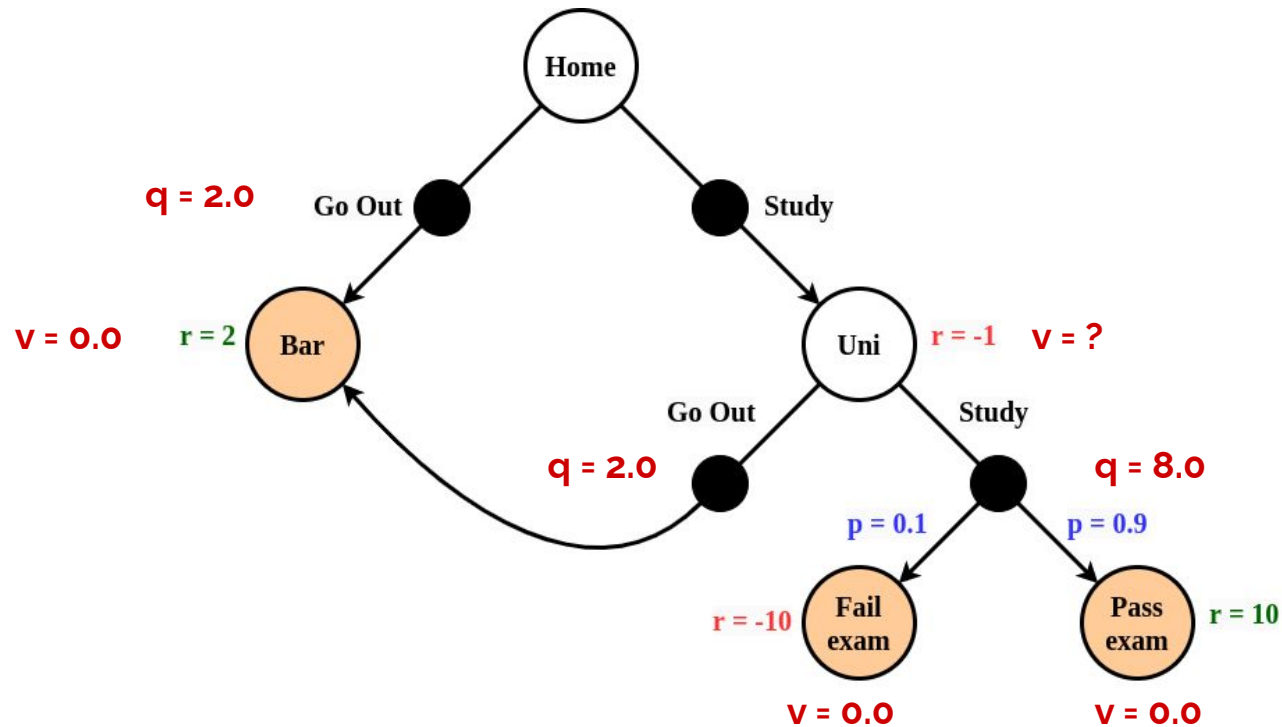 Home
q = 2.0
Go Out
Study
v = 0.0
r = 2
Bar
Uni
r = -1
v = ?
Go Out
Study
q = 2.0
q = 8.0
p = 0.1
p = 0.9
r = -10
Fail
exam
Pass
exam
r = 10
v = 0.0
v = 0.0